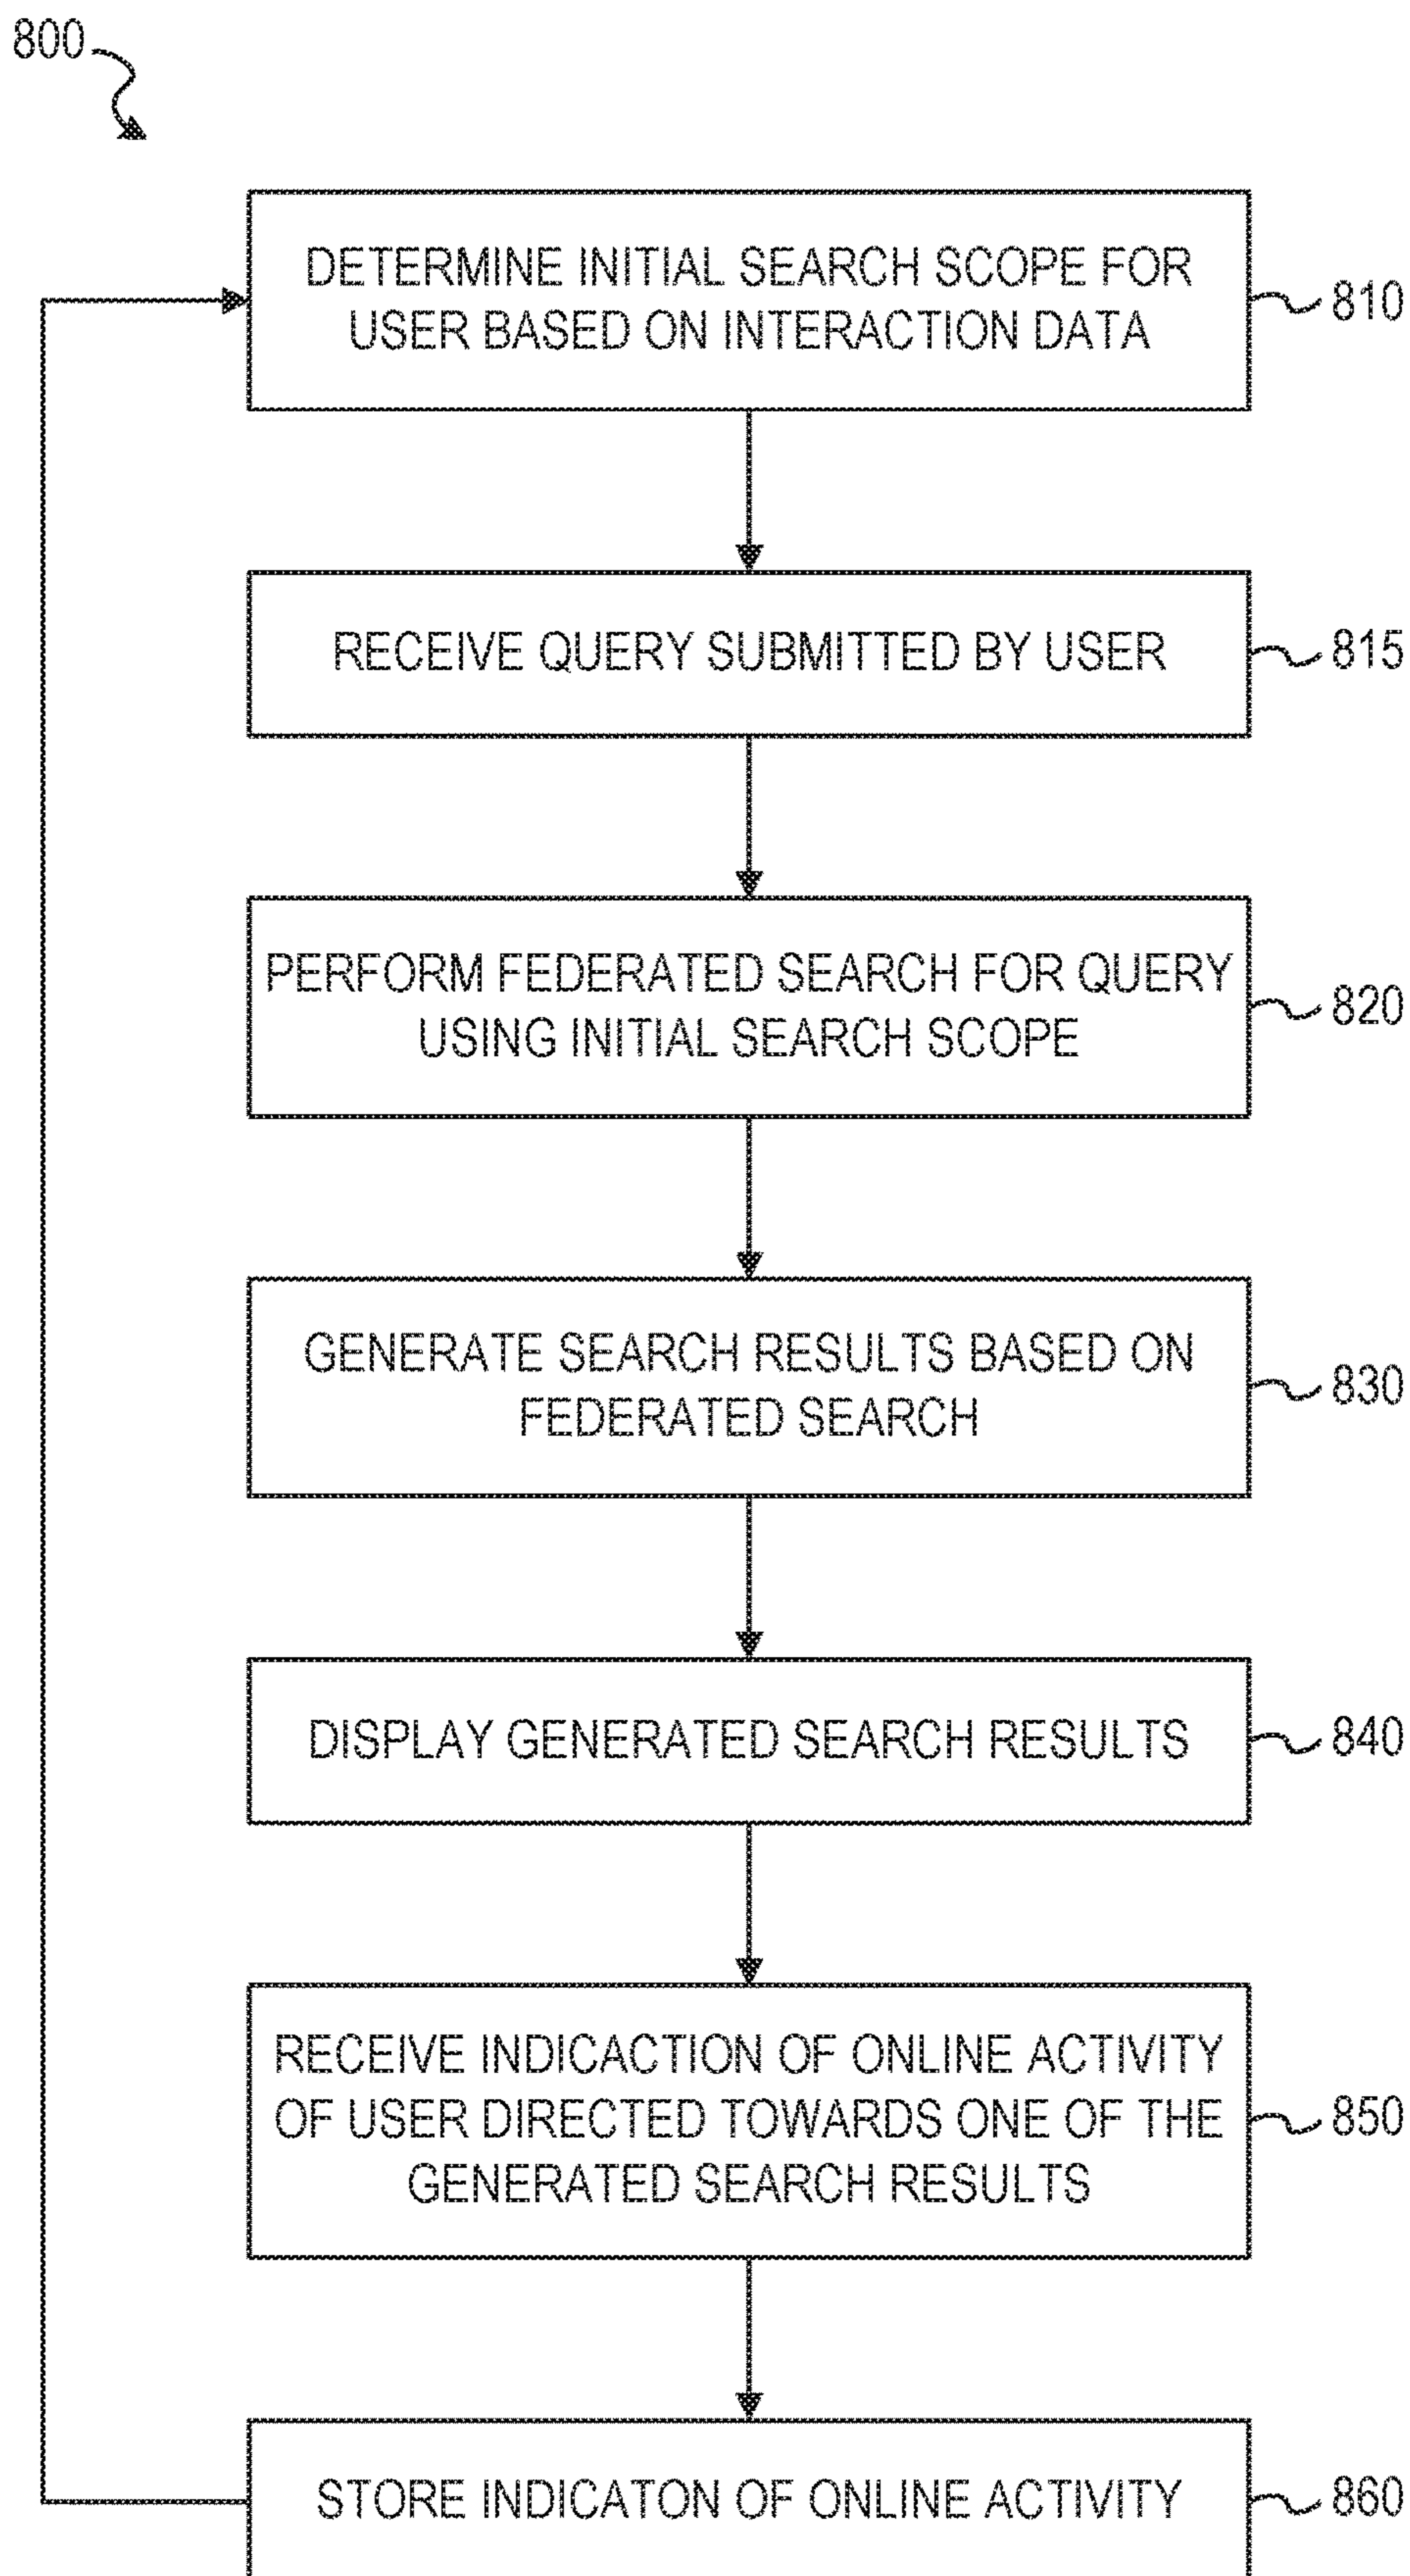 800
DETERMINE INITIAL SEARCH SCOPE FOR
USER BASED ON INTERACTION DATA
810
RECEIVE QUERY SUBMITTED BY USER
815
PERFORM FEDERATED SEARCH FOR QUERY
USING INITIAL SEARCH SCOPE
820
GENERATE SEARCH RESULTS BASED ON
FEDERATED SEARCH
830
DISPLAY GENERATED SEARCH RESULTS
840
RECEIVE INDICACTION OF ONLINE ACTIVITY
OF USER DIRECTED TOWARDS ONE OF THE
GENERATED SEARCH RESULTS
850
STORE INDICATON OF ONLINE ACTIVITY
860